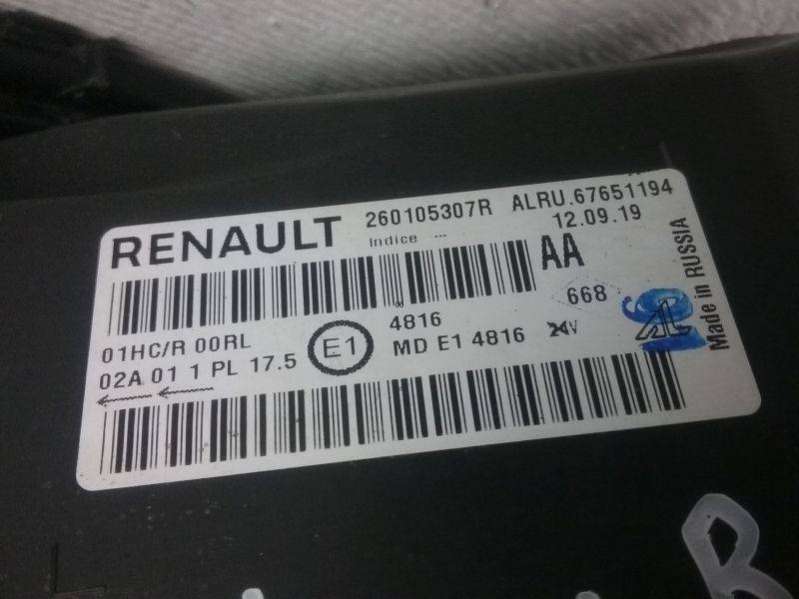 RENAULT 260105307R ALRU.67651194
Indice --- 12.09.19
AA
668
01HC/R 00RL E1 4816
02A 01 1 PL 17.5 MD E1 4816 24V
Made in RUSSIA
R